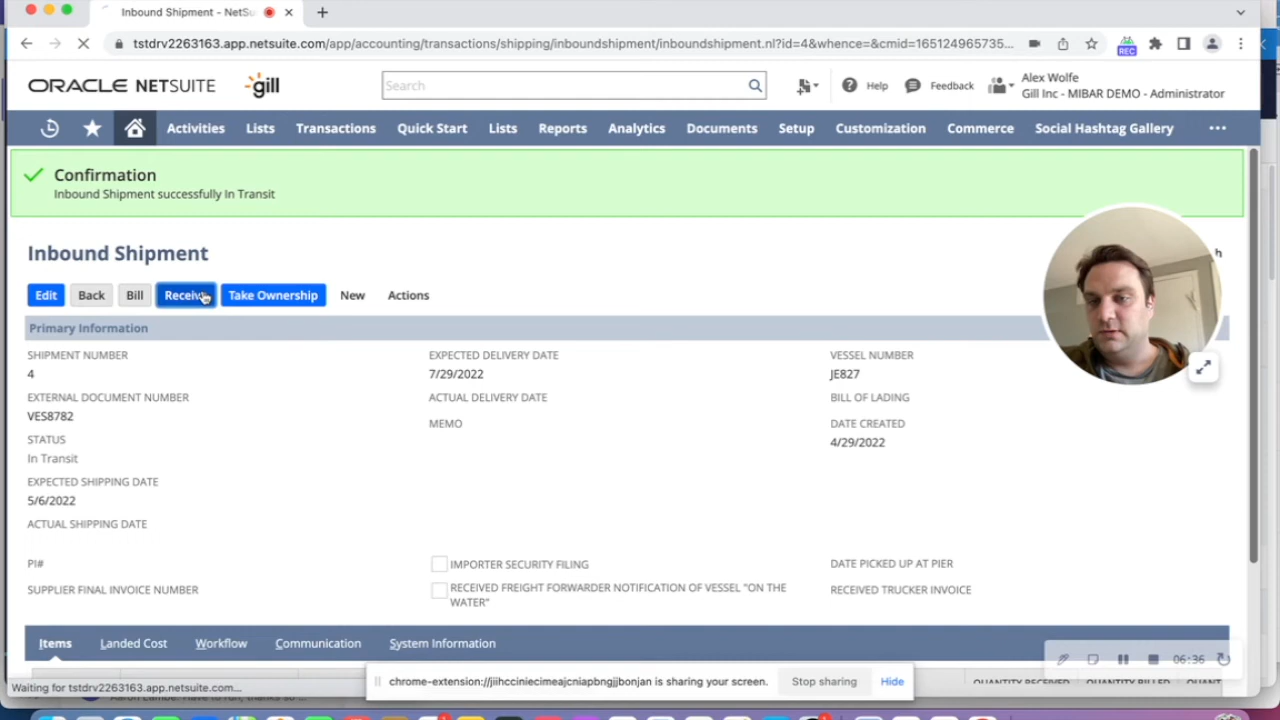 Inbound Shipment - NetSu
tstdrv2263163.app.netsuite.com/app/accounting/transactions/shipping/inboundshipment/inboundshipment.nl?id=4&whence=&cmid=165124965735...
REC
ORACLE NETSUITE
gill
Search
Help
Feedback
Alex Wolfe
Gill Inc - MIBAR DEMO - Administrator
Activities
Lists
Transactions
Quick Start
Lists
Reports
Analytics
Documents
Setup
Customization
Commerce
Social Hashtag Gallery
Confirmation
Inbound Shipment successfully In Transit
Inbound Shipment
h
Edit
Back
Bill
Receive
Take Ownership
New
Actions
Primary Information
SHIPMENT NUMBER
4
EXTERNAL DOCUMENT NUMBER
VES8782
STATUS
In Transit
EXPECTED SHIPPING DATE
5/6/2022
ACTUAL SHIPPING DATE
EXPECTED DELIVERY DATE
7/29/2022
ACTUAL DELIVERY DATE
MEMO
VESSEL NUMBER
JE827
BILL OF LADING
DATE CREATED
4/29/2022
PI#
SUPPLIER FINAL INVOICE NUMBER
IMPORTER SECURITY FILING
RECEIVED FREIGHT FORWARDER NOTIFICATION OF VESSEL "ON THE
WATER"
DATE PICKED UP AT PIER
RECEIVED TRUCKER INVOICE
Items
Landed Cost
Workflow
Communication
System Information
06:36
QUANTITY RECEIVED
QUANTITY BILLED
QUANT
Waiting for tstdrv2263163.app.netsuite.com...
chrome-extension://jiihcciniecimeajcniapbngjjbonjan is sharing your screen.
Stop sharing
Hide